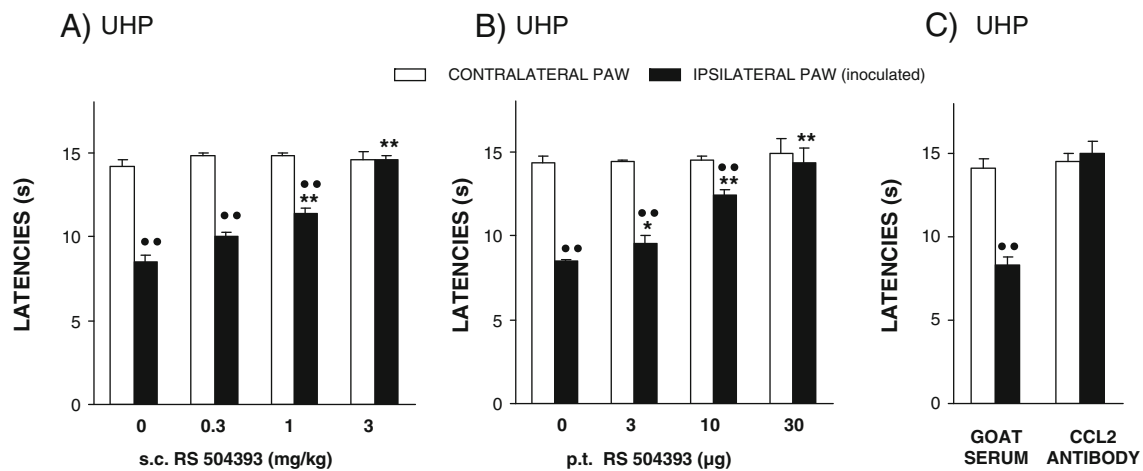 A) UHP
B) UHP
C) UHP
CONTRALATERAL PAW
IPSILATERAL PAW (inoculated)
LATENCIES (s)
15
10
5
0
•• •• •• ** **
0 0.3 1 3
s.c. RS 504393 (mg/kg)
LATENCIES (s)
15
10
5
0
•• •• * •• ** **
0 3 10 30
p.t. RS 504393 (µg)
LATENCIES (s)
15
10
5
0
••
GOAT SERUM
CCL2 ANTIBODY